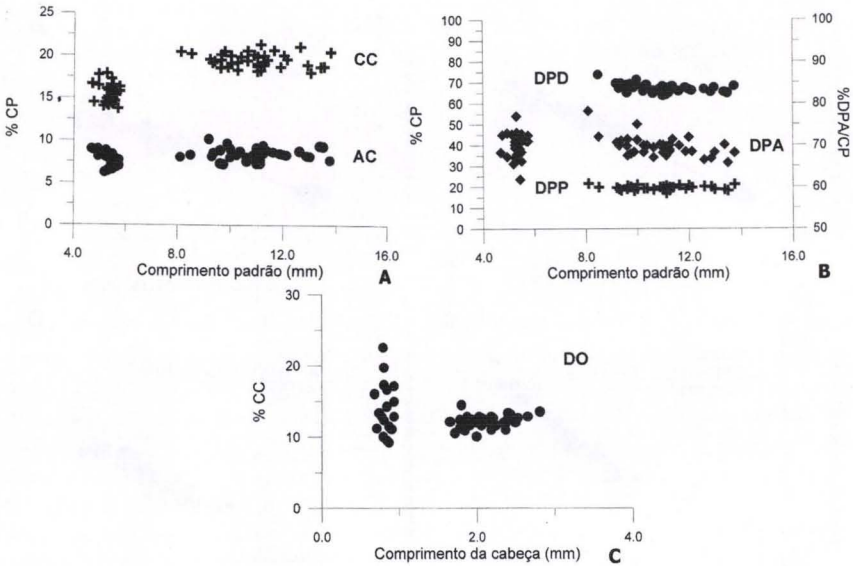 25
20
15
10
5
0
% CP
CC
AC
4.0
8.0
12.0
16.0
Comprimento padrão (mm)
A
100
90
80
70
60
50
40
30
20
10
0
% CP
DPD
DPA
DPP
100
90
80
70
60
50
%DPA/CP
4.0
8.0
12.0
16.0
Comprimento padrão (mm)
B
30
20
10
0
% CC
DO
0.0
2.0
4.0
Comprimento da cabeça (mm)
C